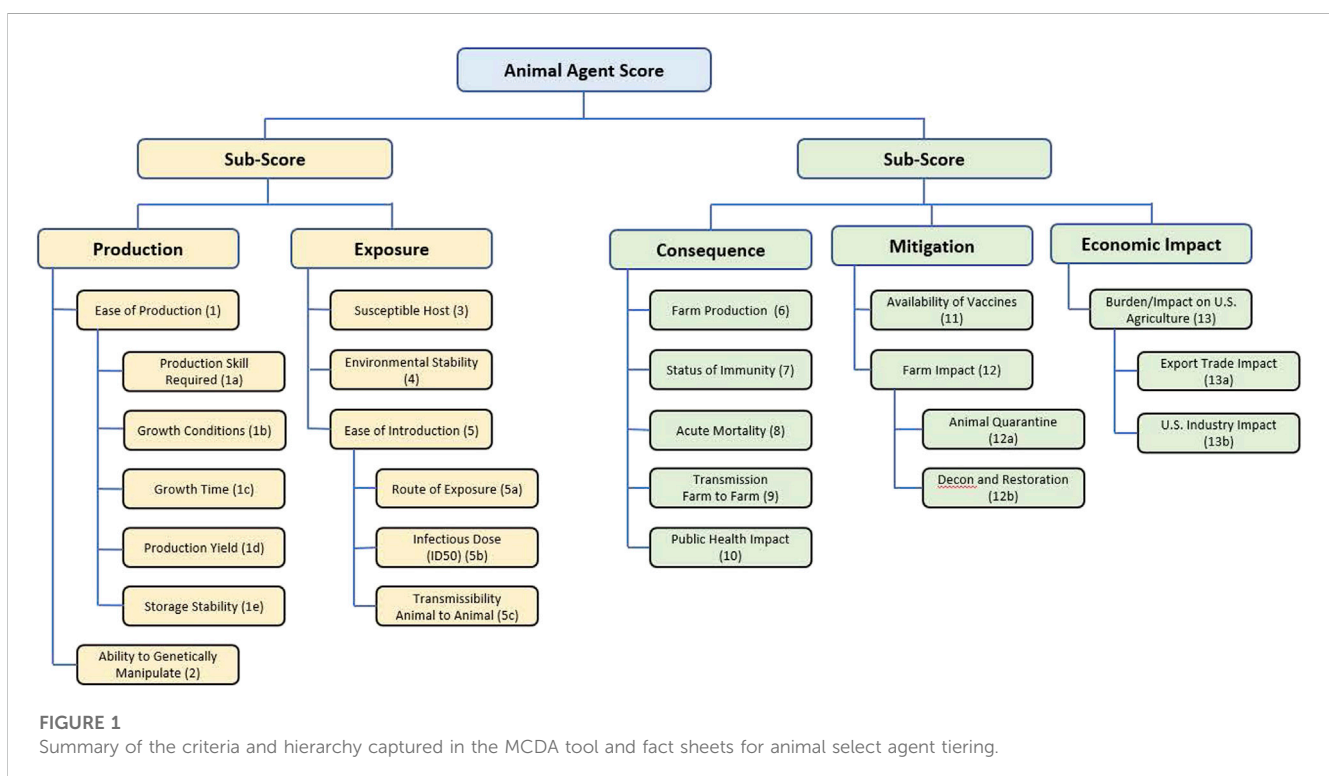 Animal Agent Score
Sub-Score
Production
Ease of Production (1)
Production Skill
Required (1a)
Growth Conditions (1b)
Growth Time (1c)
Production Yield (1d)
Storage Stability (1e)
Ability to Genetically
Manipulate (2)
Exposure
Susceptible Host (3)
Environmental Stability
(4)
Ease of Introduction (5)
Route of Exposure (5a)
Infectious Dose
(ID50) (5b)
Transmissibility
Animal to Animal (5c)
Sub-Score
Consequence
Farm Production (6)
Status of Immunity (7)
Acute Mortality (8)
Transmission
Farm to Farm (9)
Public Health Impact
(10)
Mitigation
Availability of Vaccines
(11)
Farm Impact (12)
Animal Quarantine
(12a)
Decon and Restoration
(12b)
Economic Impact
Burden/Impact on U.S.
Agriculture (13)
Export Trade Impact
(13a)
U.S. Industry Impact
(13b)
FIGURE 1
Summary of the criteria and hierarchy captured in the MCDA tool and fact sheets for animal select agent tiering.